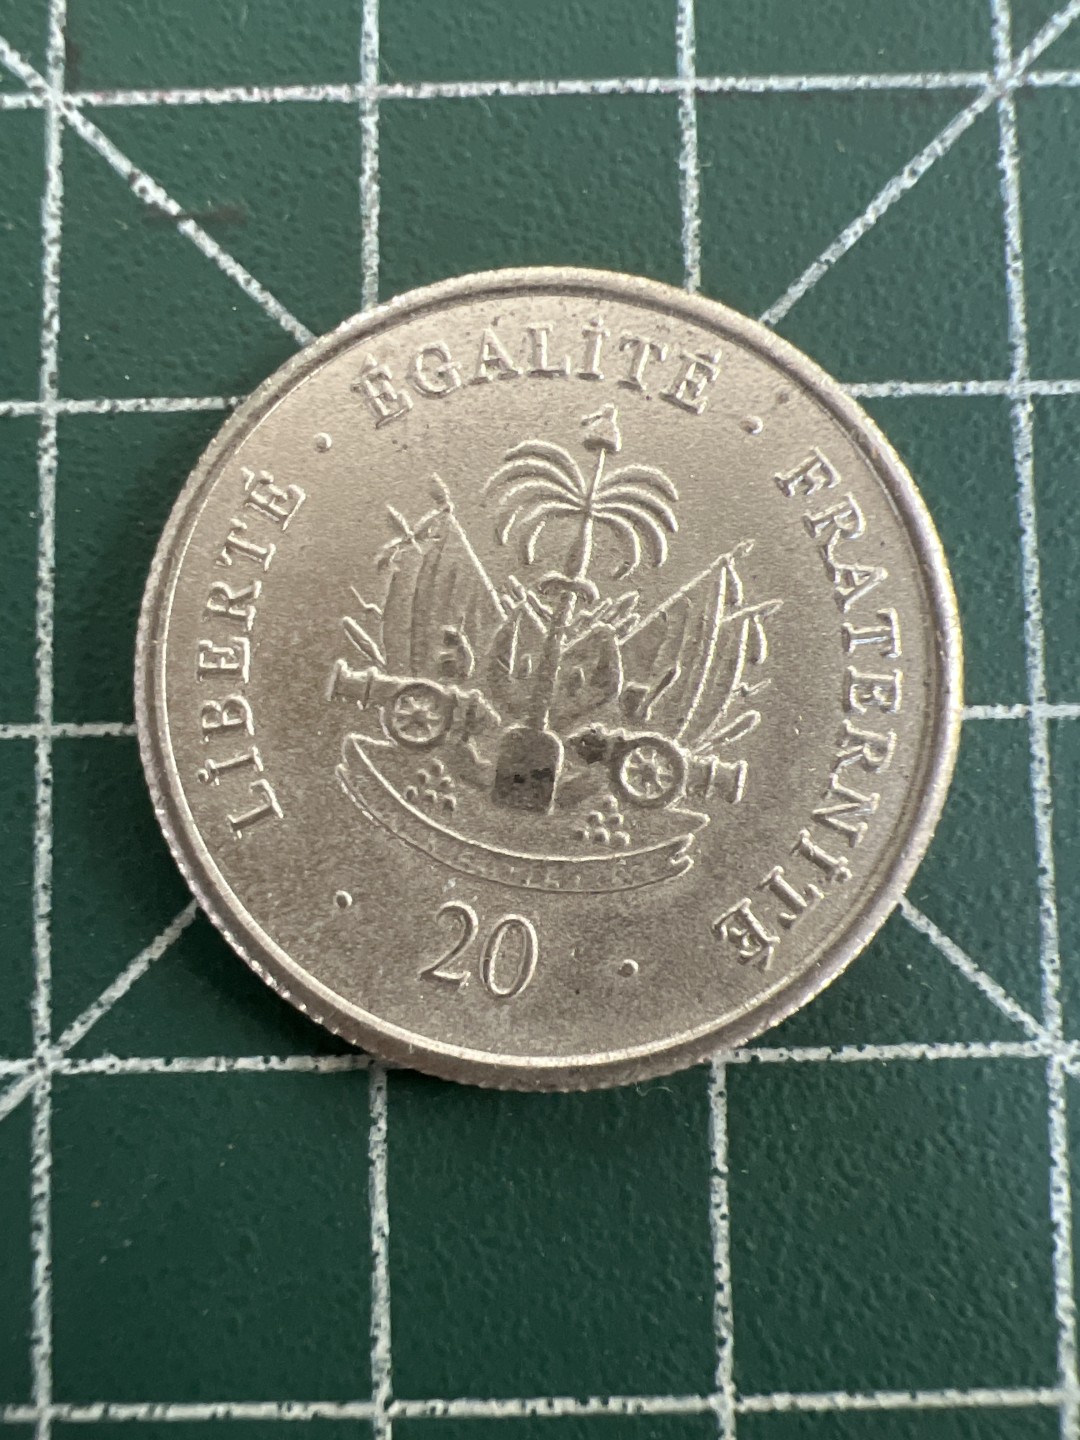 LİBERTÉ · ÉGALİTÉ · FRATERNİTÉ
· 20 ·